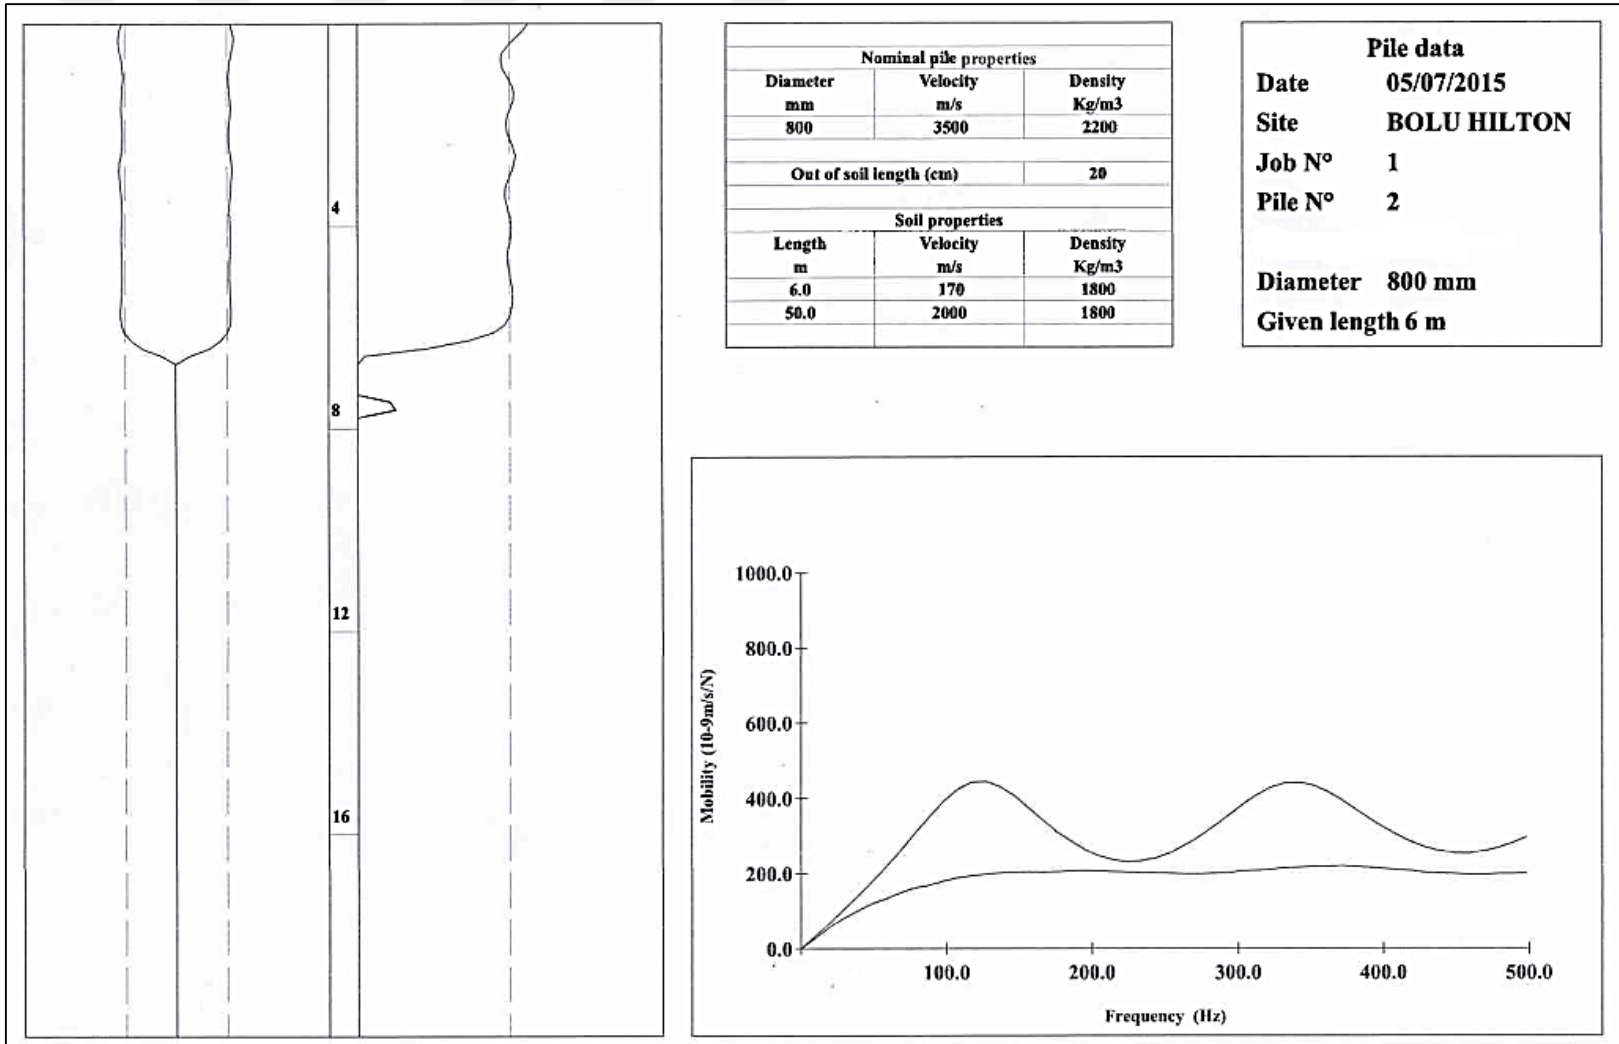 4
8
12
16
Nominal pile properties
Diameter Velocity Density
mm m/s Kg/m3
800 3500 2200
Out of soil length (cm) 20
Soil properties
Length Velocity Density
m m/s Kg/m3
6.0 170 1800
50.0 2000 1800
Pile data
Date 05/07/2015
Site BOLU HILTON
Job N° 1
Pile N° 2
Diameter 800 mm
Given length 6 m
Mobility (10-9m/s/N)
1000.0
800.0
600.0
400.0
200.0
0.0
100.0 200.0 300.0 400.0 500.0
Frequency (Hz)